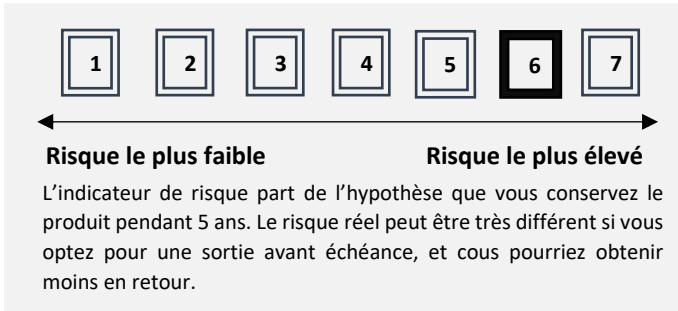 1 2 3 4 5 6 7
Risque le plus faible Risque le plus élevé
L’indicateur de risque part de l’hypothèse que vous conservez le
produit pendant 5 ans. Le risque réel peut être très différent si vous
optez pour une sortie avant échéance, et cous pourriez obtenir
moins en retour.